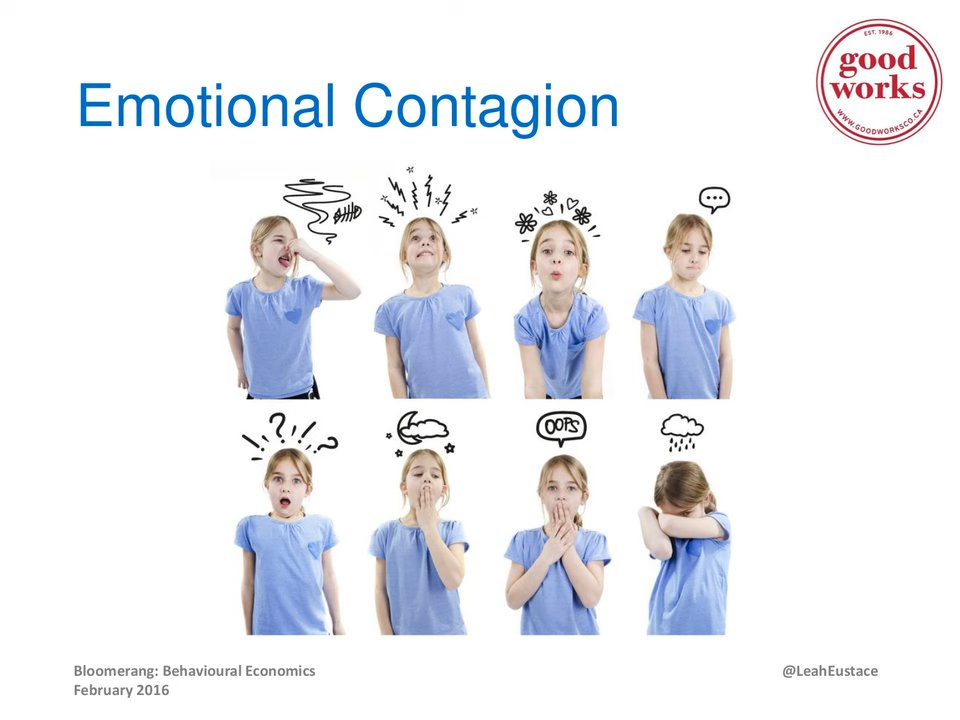 EST. 1986
good
works
WWW.GOODWORKSCO.CA
Emotional Contagion
! ? ! ?
OOPS
Bloomerang: Behavioural Economics
February 2016
@LeahEustace